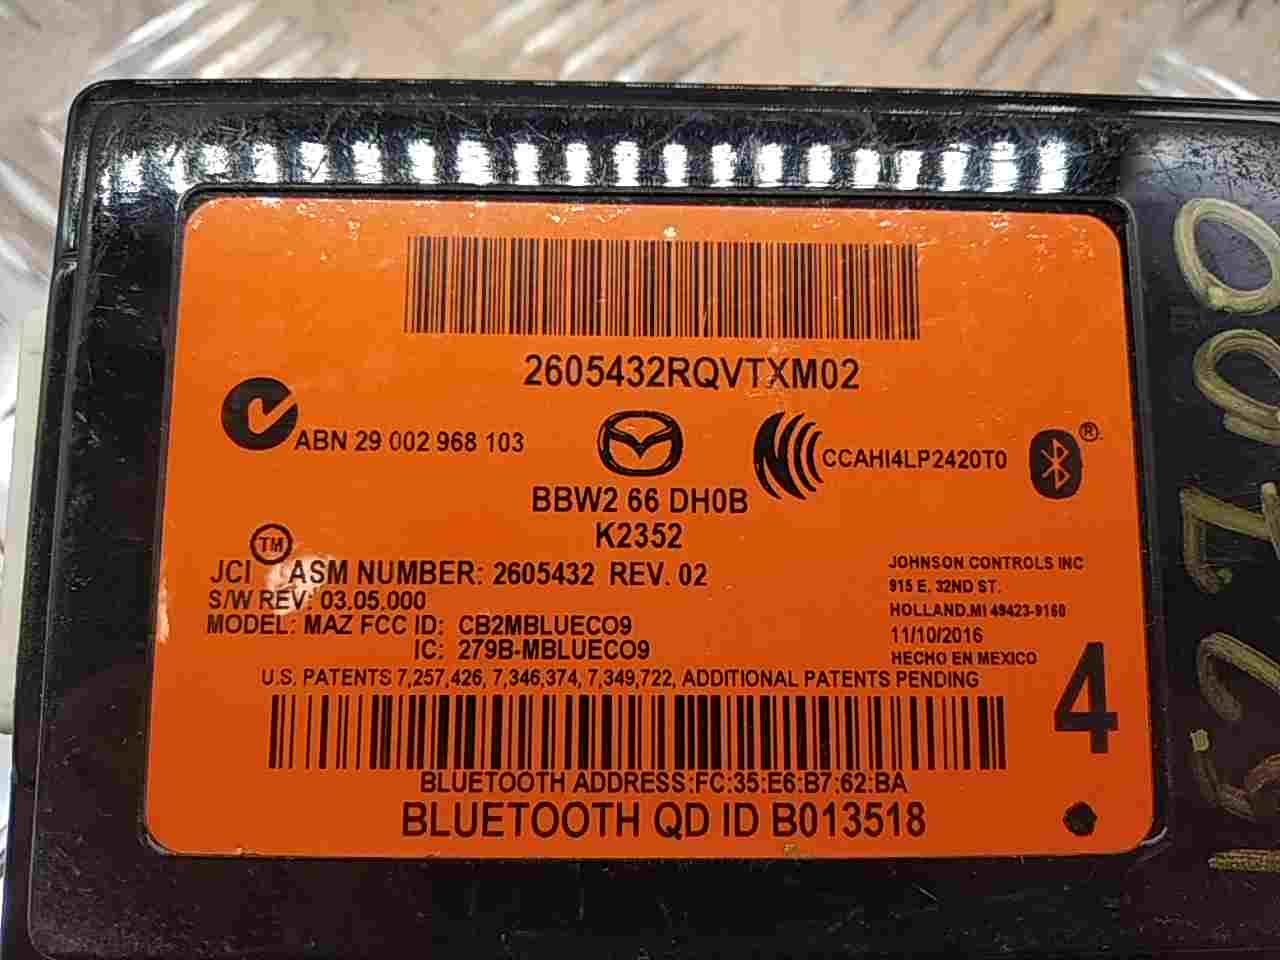 2605432RQVTXM02
ABN 29 002 968 103
CCAHI4LP2420T0
®
BBW2 66 DH0B
K2352
TM
JCI ASM NUMBER: 2605432 REV. 02
S/W REV: 03.05.000
MODEL: MAZ FCC ID: CB2MBLUEC09
IC: 279B-MBLUEC09
JOHNSON CONTROLS INC
915 E. 32ND ST.
HOLLAND,MI 49423-9160
11/10/2016
HECHO EN MEXICO
4
U.S. PATENTS 7,257,426, 7,346,374, 7,349,722, ADDITIONAL PATENTS PENDING
BLUETOOTH ADDRESS:FC:35:E6:B7:62:BA
BLUETOOTH QD ID B013518